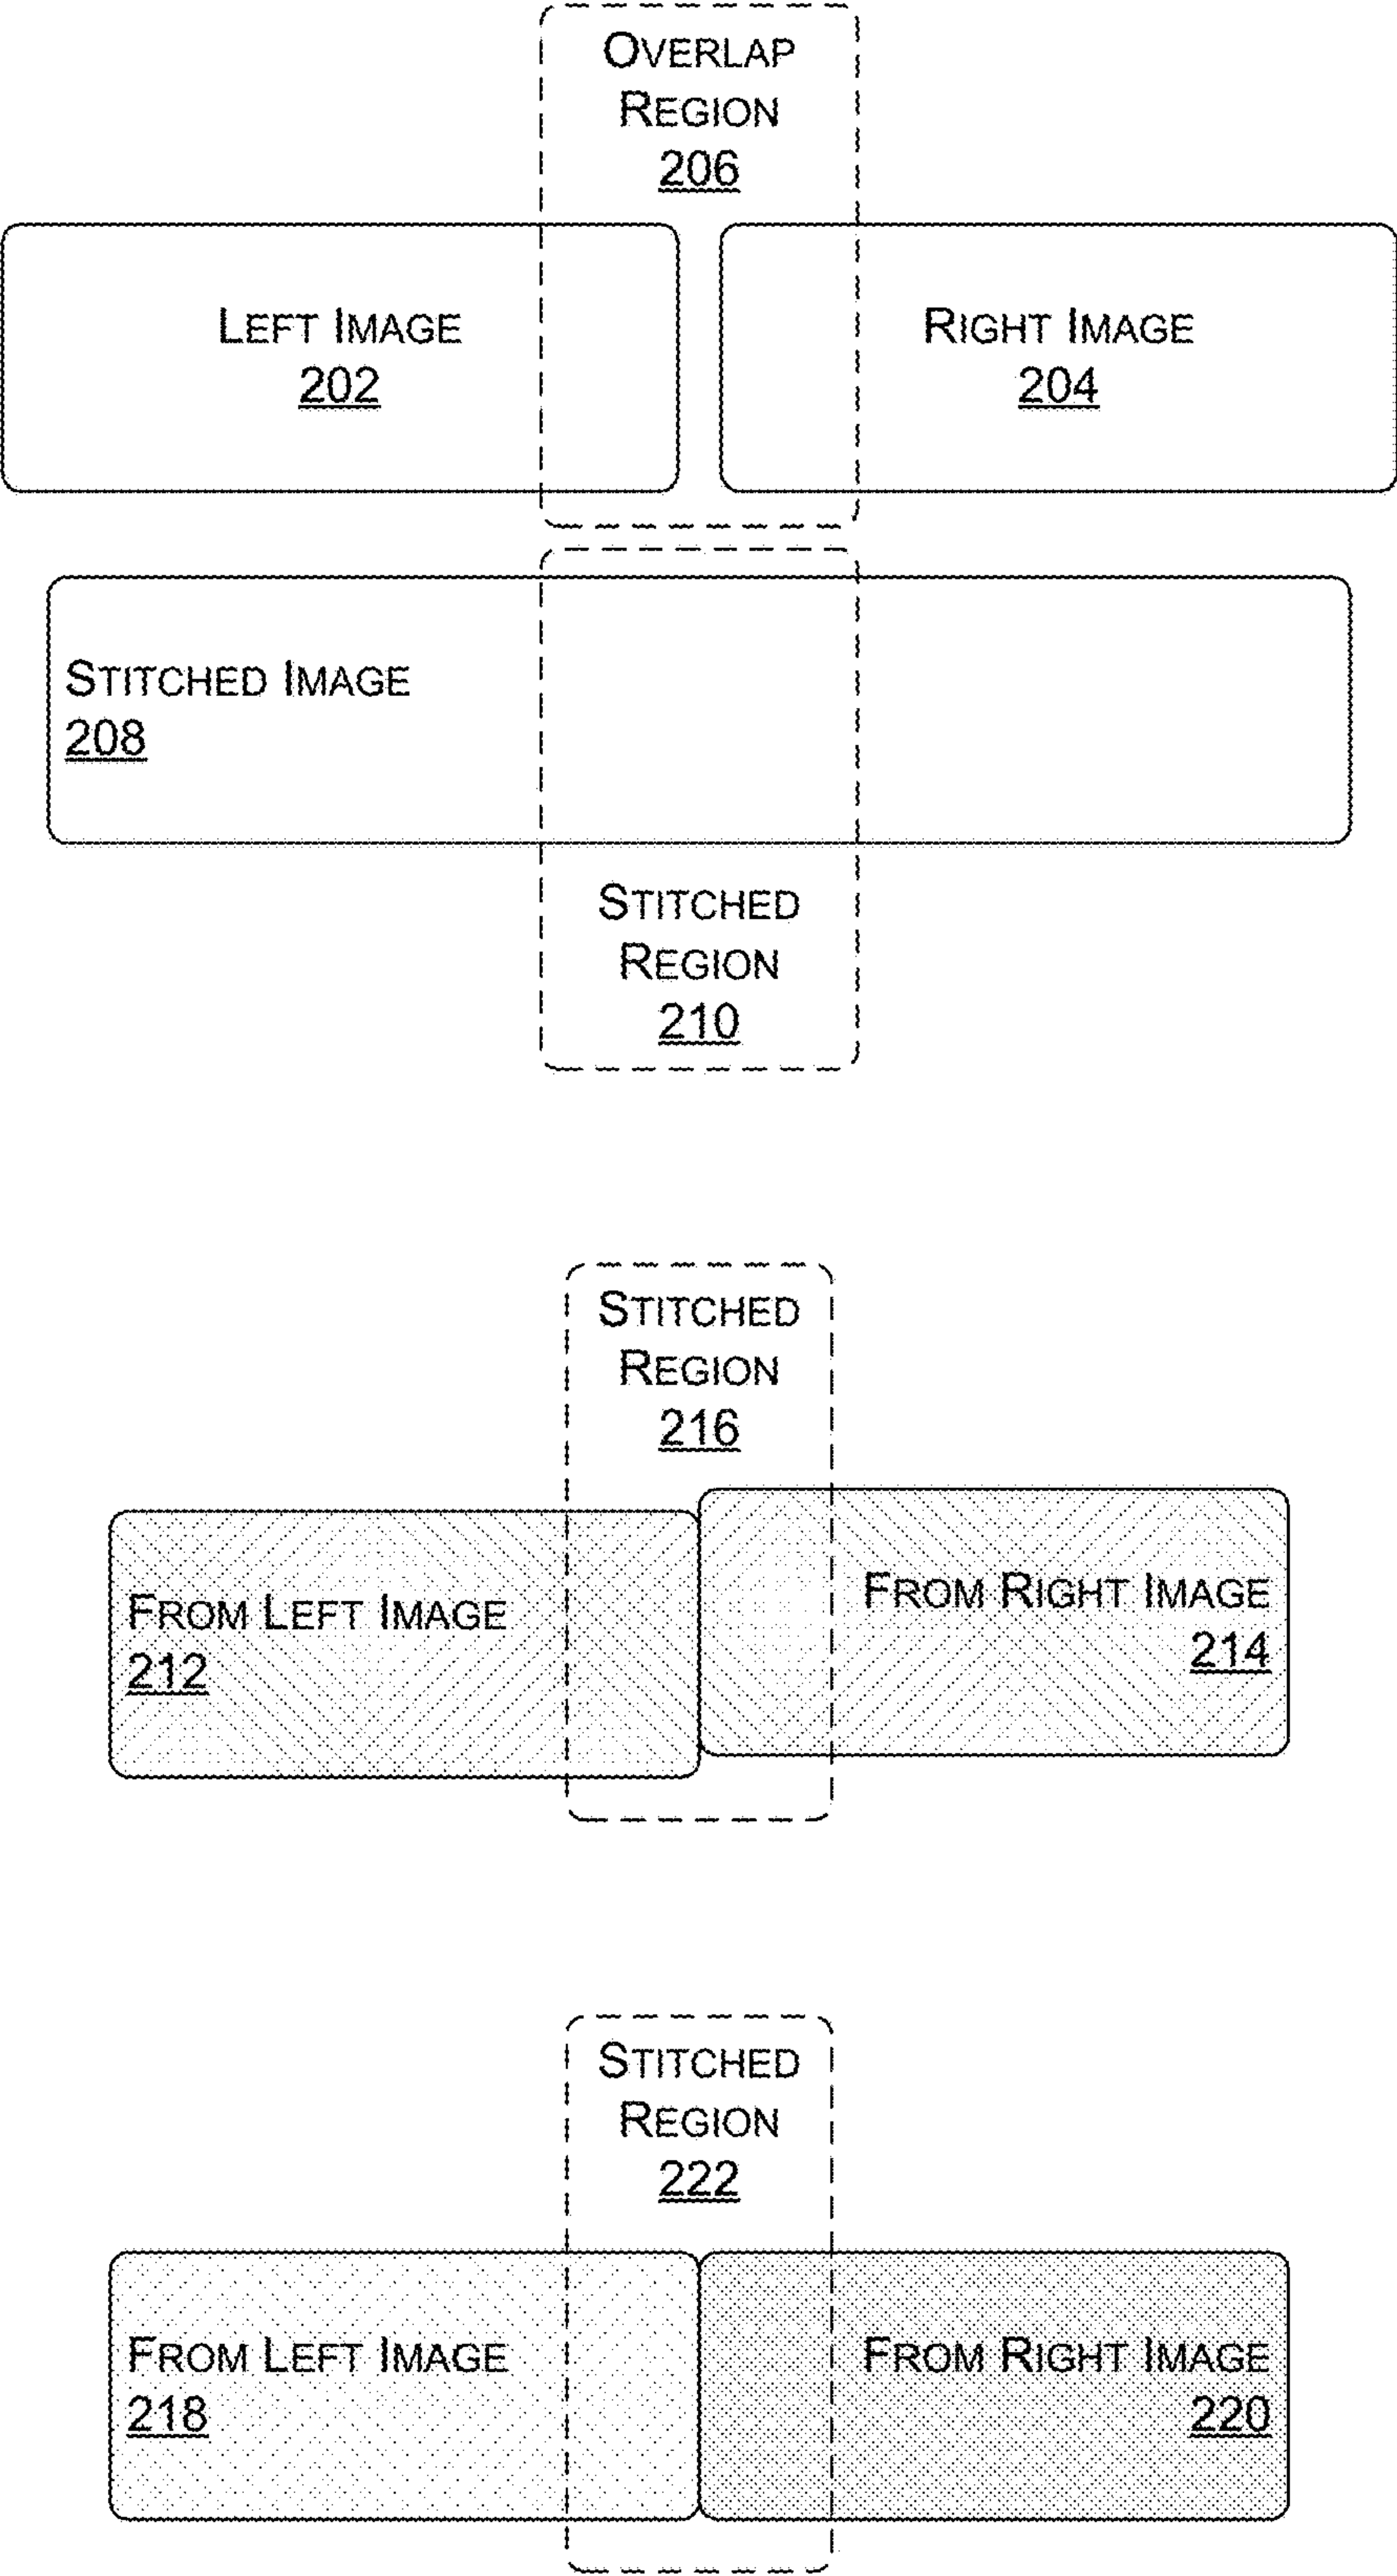 OVERLAP
REGION
206
LEFT IMAGE
202
RIGHT IMAGE
204
STITCHED IMAGE
208
STITCHED
REGION
210
STITCHED
REGION
216
FROM LEFT IMAGE
212
FROM RIGHT IMAGE
214
STITCHED
REGION
222
FROM LEFT IMAGE
218
FROM RIGHT IMAGE
220